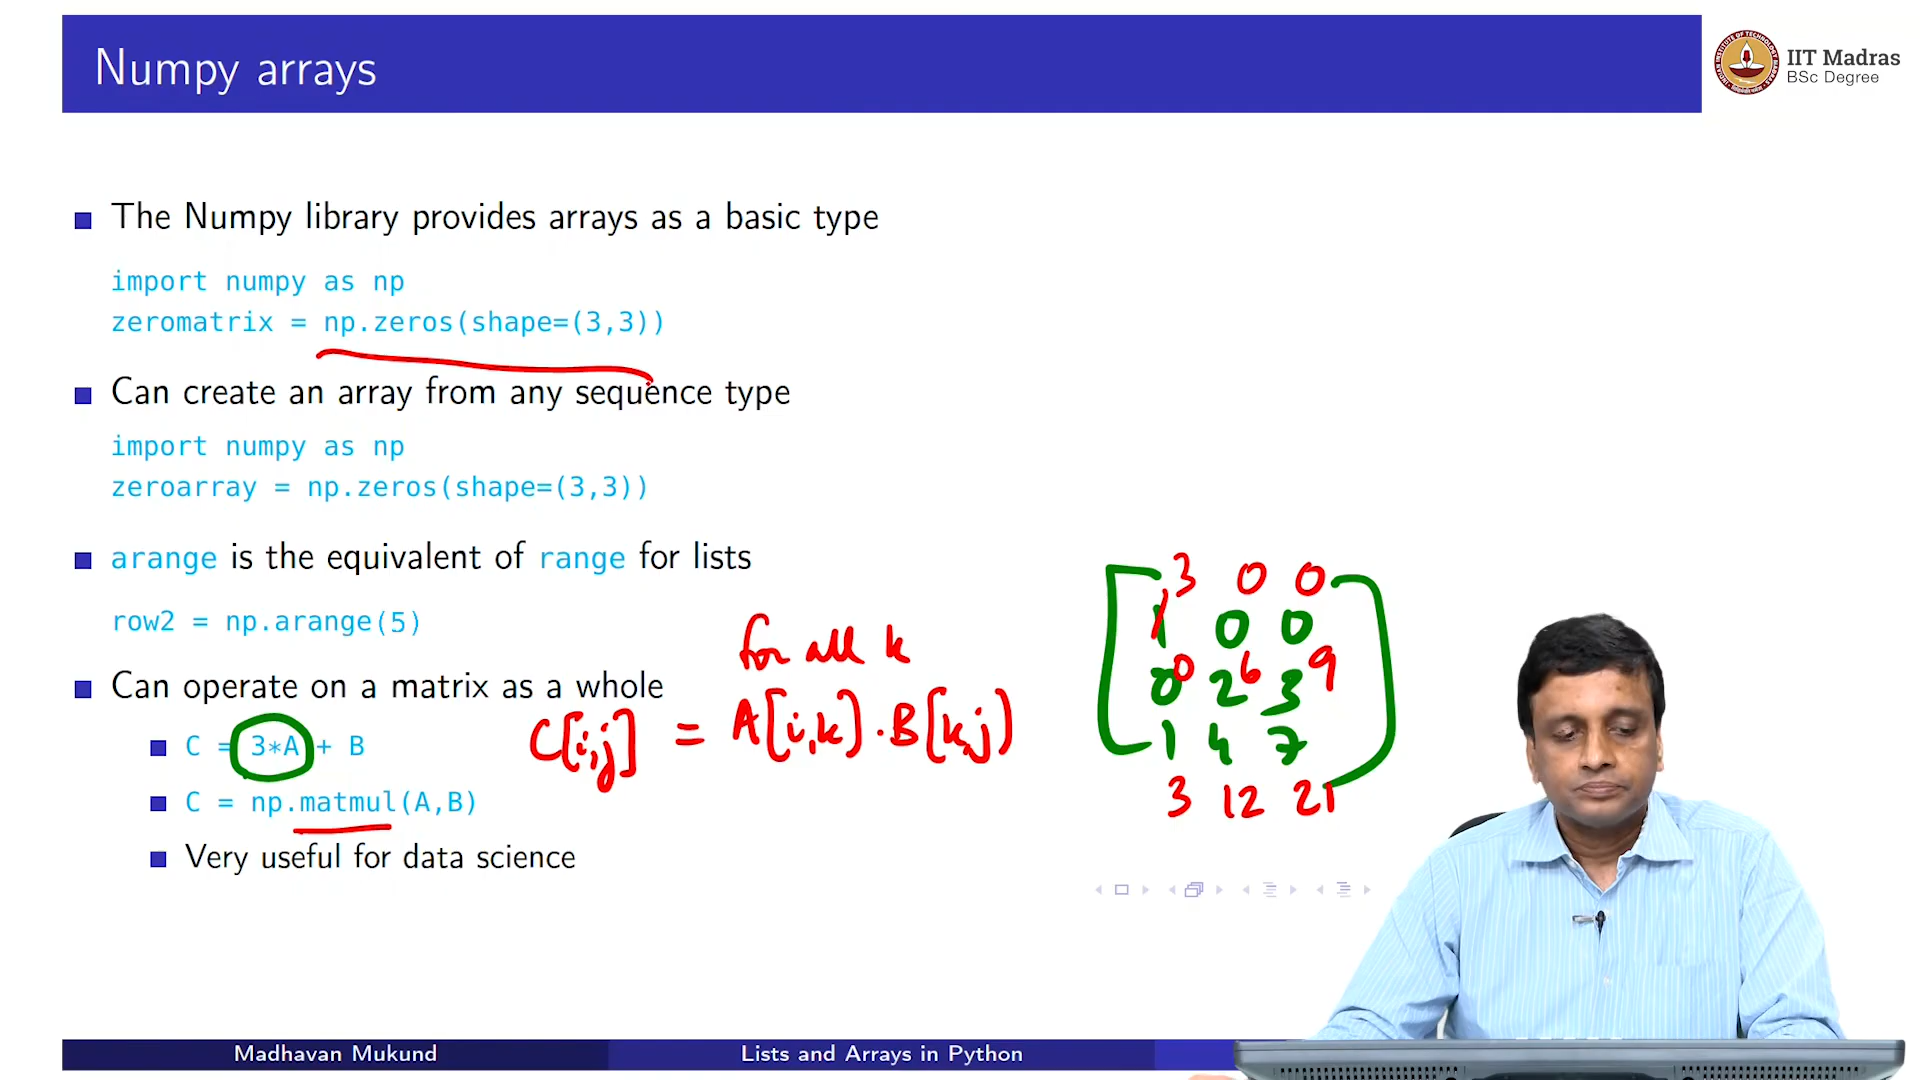 Numpy arrays
IIT Madras
BSc Degree
The Numpy library provides arrays as a basic type
import numpy as np
zeromatrix = np.zeros(shape=(3,3))
Can create an array from any sequence type
import numpy as np
zeroarray = np.zeros(shape=(3,3))
arange is the equivalent of range for lists
row2 = np.arange(5)
Can operate on a matrix as a whole
C = 3*A + B
C = np.matmul(A,B)
Very useful for data science
for all k
C[i,j] = A[i,k] · B[k,j]
3 0 0
1 0 0
0 0 2 6 3 9
1 4 7
3 12 21
Madhavan Mukund
Lists and Arrays in Python